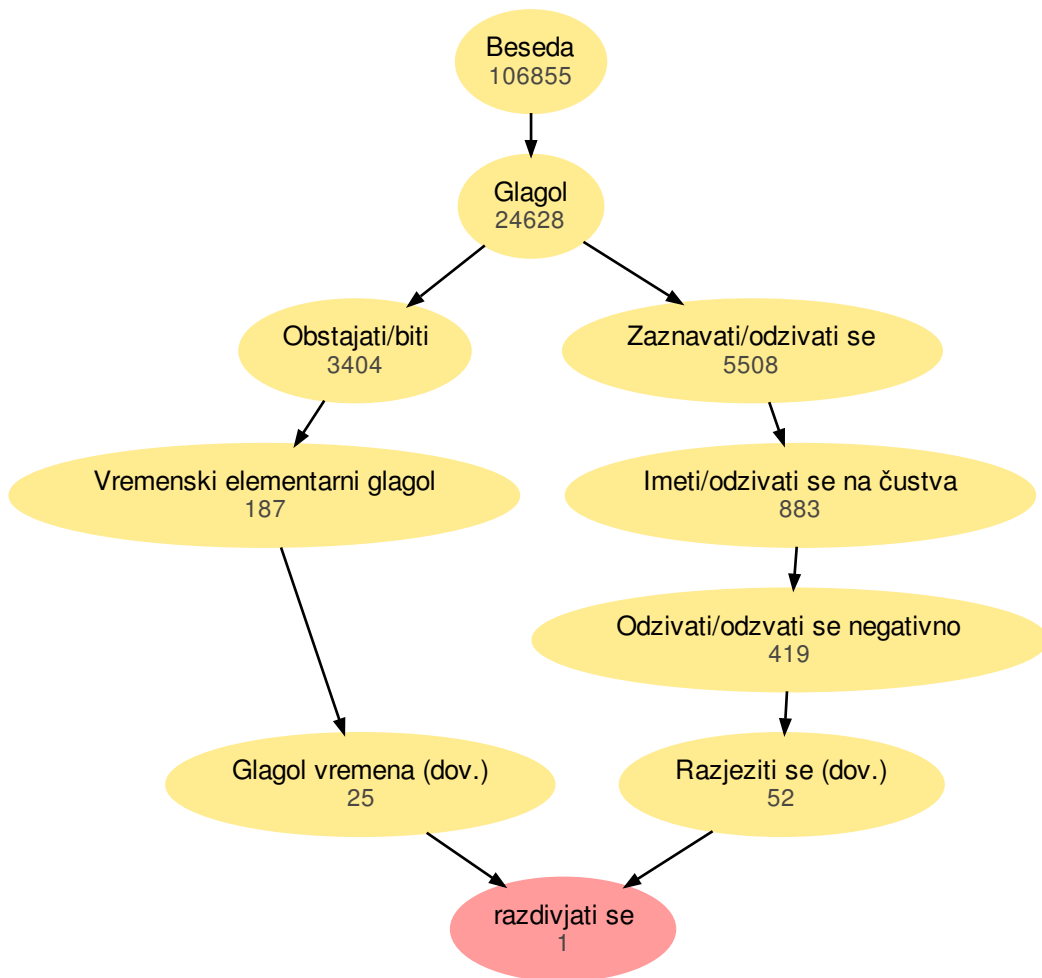 Beseda
106855
Glagol
24628
Obstajati/biti
3404
Zaznavati/odzivati se
5508
Vremenski elementarni glagol
187
Imeti/odzivati se na čustva
883
Odzivati/odzvati se negativno
419
Glagol vremena (dov.)
25
Razjeziti se (dov.)
52
razdivjati se
1